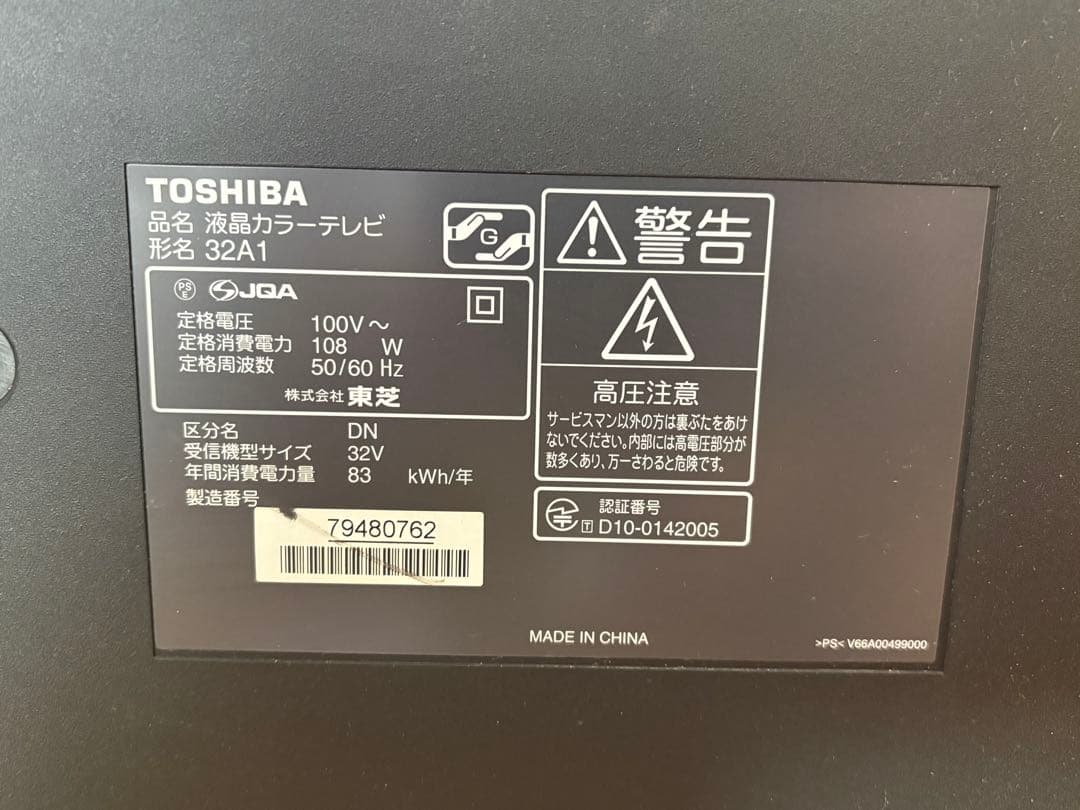 TOSHIBA
品名 液晶カラーテレビ
形名 32A1
G
PS
E
JQA
定格電圧 100V～
定格消費電力 108 W
定格周波数 50/60 Hz
株式会社 東芝
区分名 DN
受信機型サイズ 32V
年間消費電力量 83 kWh/年
製造番号
79480762
警告
高圧注意
サービスマン以外の方は裏ぶたをあけ
ないでください。内部には高電圧部分が
数多くあり、万一さわると危険です。
認証番号
T D10-0142005
MADE IN CHINA
>PS< V66A00499000